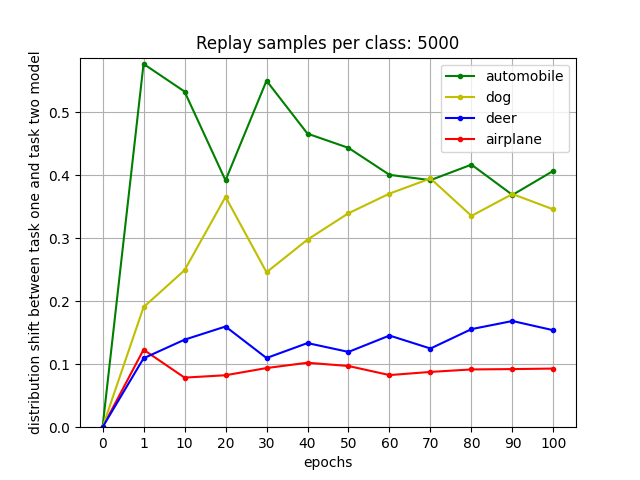 Replay samples per class: 5000
distribution shift between task one and task two model
0.5
0.4
0.3
0.2
0.1
0.0
automobile
dog
deer
airplane
0 1 10 20 30 40 50 60 70 80 90 100
epochs